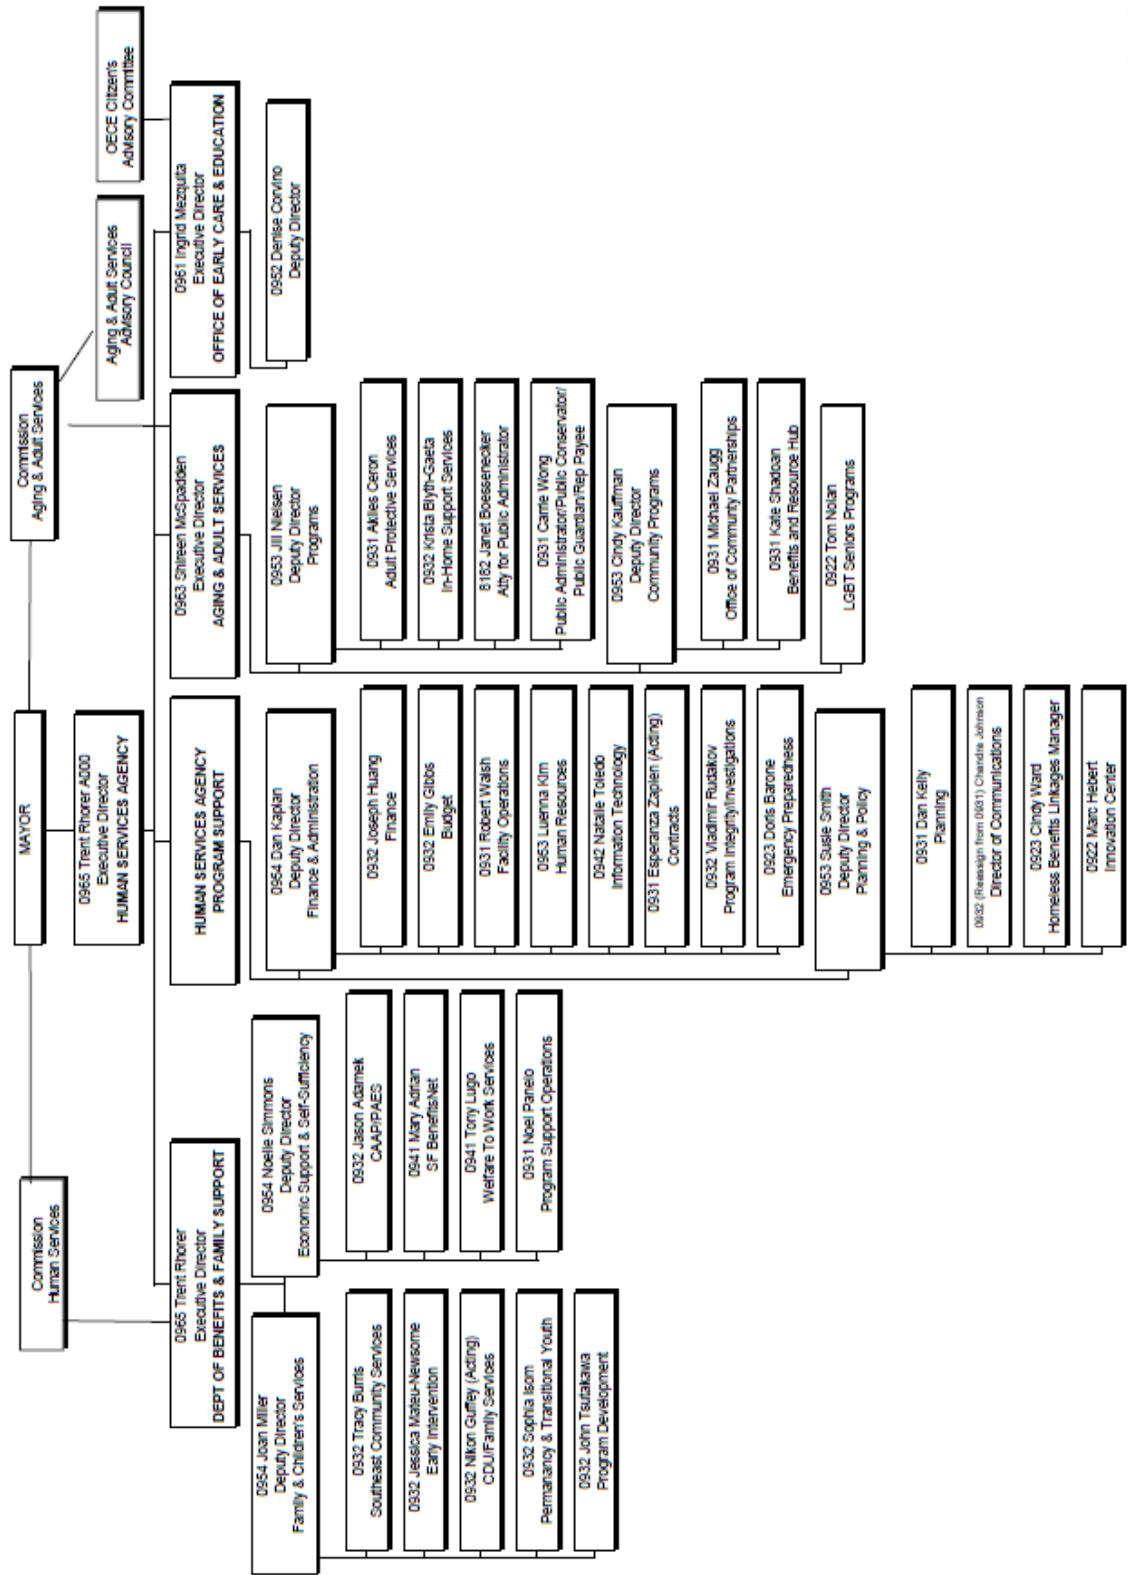 MAYOR
Commission
Human Services
Commission
Aging & Adult Services
0965 Trent Rhorer A000
Executive Director
HUMAN SERVICES AGENCY
Aging & Adult Services
Advisory Council
OECE Citizen's
Advisory Committee
0965 Trent Rhorer
Executive Director
DEPT OF BENEFITS & FAMILY SUPPORT
HUMAN SERVICES AGENCY
PROGRAM SUPPORT
0963 Shireen McSpadden
Executive Director
AGING & ADULT SERVICES
0961 Ingrid Mezquita
Executive Director
OFFICE OF EARLY CARE & EDUCATION
0954 Joan Miller
Deputy Director
Family & Children's Services
0932 Tracy Burris
Southeast Community Services
0932 Jessica Mateu-Newsome
Early Intervention
0932 Nikon Guffey (Acting)
CDU/Family Services
0932 Sophia Isom
Permanancy & Transitional Youth
0932 John Tsutakawa
Program Development
0954 Noelle Simmons
Deputy Director
Economic Support & Self-Sufficiency
0932 Jason Adamek
CAAP/PAES
0941 Mary Adrian
SF BenefitsNet
0941 Tony Lugo
Welfare To Work Services
0931 Noel Panelo
Program Support Operations
0954 Dan Kaplan
Deputy Director
Finance & Administration
0932 Joseph Huang
Finance
0932 Emily Gibbs
Budget
0931 Robert Walsh
Facility Operations
0953 Luenna Kim
Human Resources
0942 Natalie Toledo
Information Technology
0931 Esperanza Zapien (Acting)
Contracts
0932 Vladimir Rudakov
Program Integrity/Investigations
0923 Doris Barone
Emergency Preparedness
0953 Susie Smith
Deputy Director
Planning & Policy
0931 Dan Kelly
Planning
0932 (Reassign from 0931) Chandra Johnson
Director of Communications
0923 Cindy Ward
Homeless Benefits Linkages Manager
0922 Marc Hebert
Innovation Center
0953 Jill Nielsen
Deputy Director
Programs
0931 Akiles Ceron
Adult Protective Services
0932 Krista Blyth-Gaeta
In-Home Support Services
8182 Janet Boessenecker
Atty for Public Administrator
0931 Carrie Wong
Public Administrator/Public Conservator/
Public Guardian/Rep Payee
0953 Cindy Kauffman
Deputy Director
Community Programs
0931 Michael Zaugg
Office of Community Partnerships
0931 Kate Shadoan
Benefits and Resource Hub
0922 Tom Nolan
LGBT Seniors Programs
0952 Denise Corvino
Deputy Director